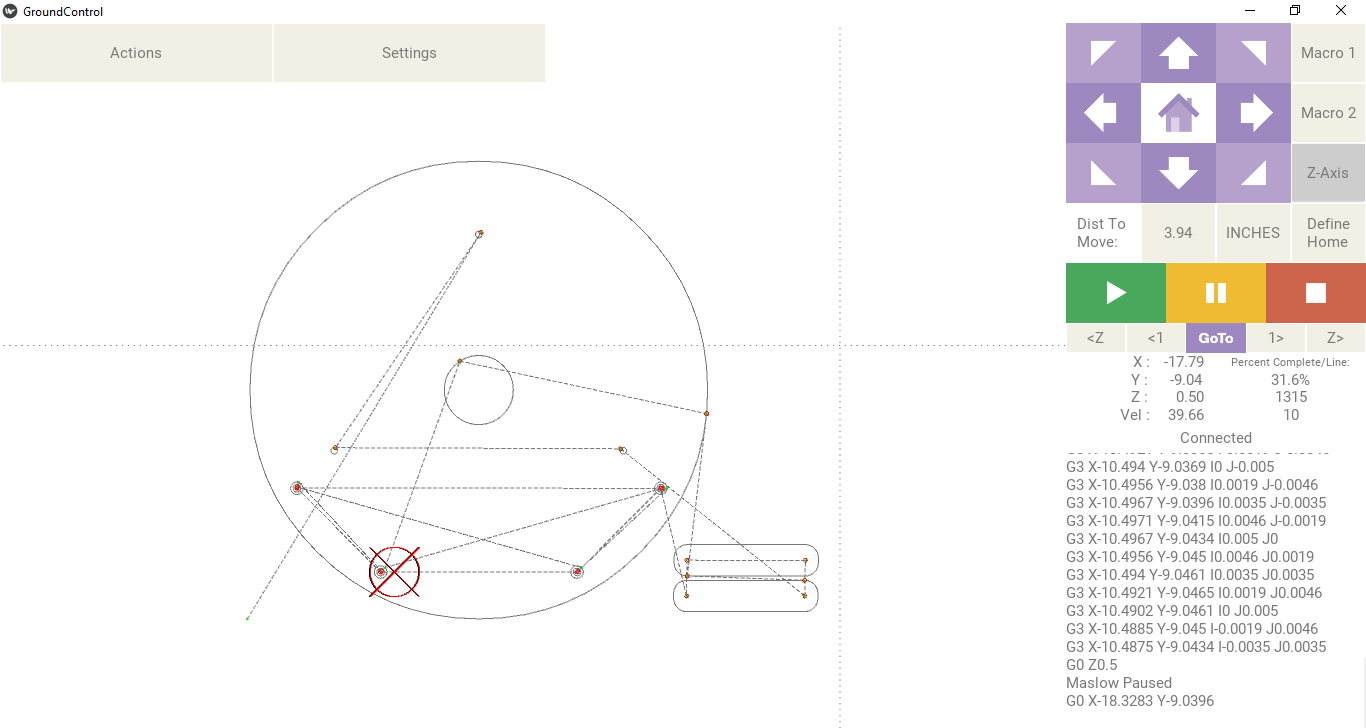 GroundControl
Actions
Settings
Macro 1
Macro 2
Z-Axis
Dist To
Move:
3.94
INCHES
Define
Home
<Z
<1
GoTo
1>
Z>
X : -17.79
Percent Complete/Line:
Y : -9.04
31.6%
Z : 0.50
1315
Vel : 39.66
10
Connected
G3 X-10.494 Y-9.0369 I0 J-0.005
G3 X-10.4956 Y-9.038 I0.0019 J-0.0046
G3 X-10.4967 Y-9.0396 I0.0035 J-0.0035
G3 X-10.4971 Y-9.0415 I0.0046 J-0.0019
G3 X-10.4967 Y-9.0434 I0.005 J0
G3 X-10.4956 Y-9.045 I0.0046 J0.0019
G3 X-10.494 Y-9.0461 I0.0035 J0.0035
G3 X-10.4921 Y-9.0465 I0.0019 J0.0046
G3 X-10.4902 Y-9.0461 I0 J0.005
G3 X-10.4885 Y-9.045 I-0.0019 J0.0046
G3 X-10.4875 Y-9.0434 I-0.0035 J0.0035
G0 Z0.5
Maslow Paused
G0 X-18.3283 Y-9.0396